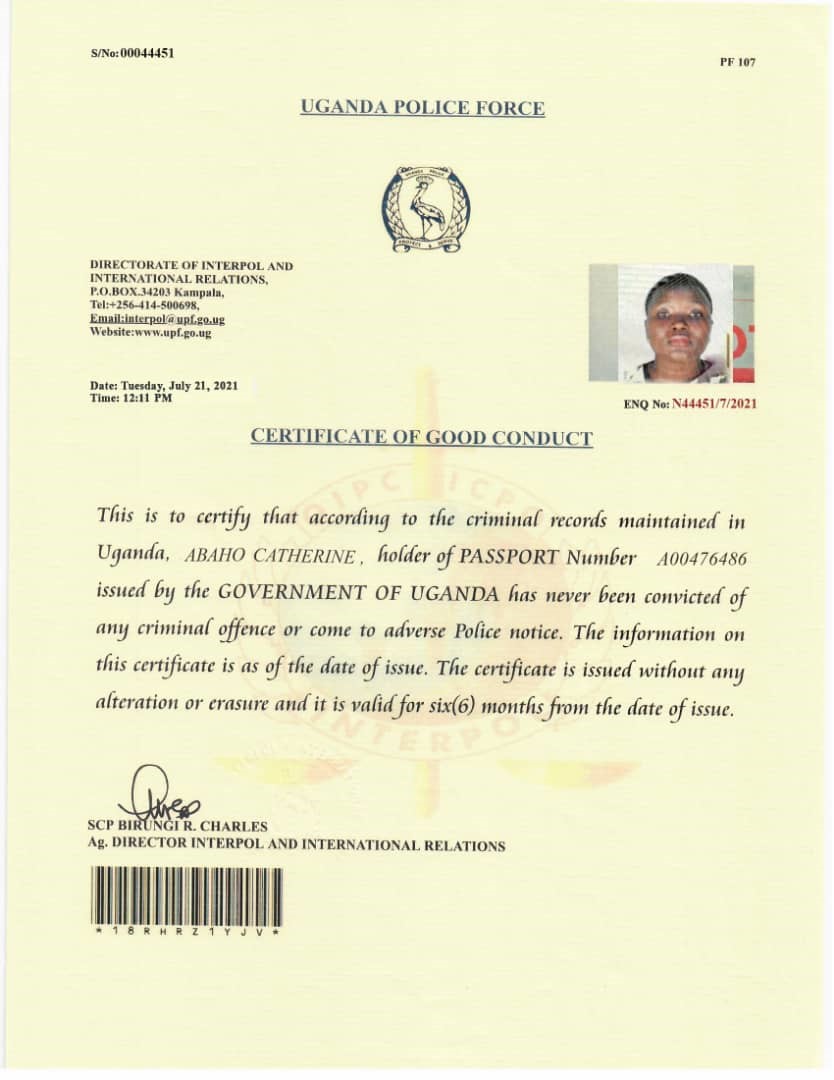 S/No:00044451
PF 107
UGANDA POLICE FORCE
UGANDA POLICE
PROTECT & SERVE
DIRECTORATE OF INTERPOL AND
INTERNATIONAL RELATIONS,
P.O.BOX.34203 Kampala,
Tel:+256-414-500698,
Email:interpol@upf.go.ug
Website:www.upf.go.ug
Date: Tuesday, July 21, 2021
Time: 12:11 PM
ENQ No: N44451/7/2021
CERTIFICATE OF GOOD CONDUCT
OIPC ICPO
This is to certify that according to the criminal records maintained in
Uganda, ABAHO CATHERINE, holder of PASSPORT Number A00476486
issued by the GOVERNMENT OF UGANDA has never been convicted of
any criminal offence or come to adverse Police notice. The information on
this certificate is as of the date of issue. The certificate is issued without any
alteration or erasure and it is valid for six(6) months from the date of issue.
INTERPOL
SCP BIRUNGI R. CHARLES
Ag. DIRECTOR INTERPOL AND INTERNATIONAL RELATIONS
*18RHRZ1YJV*